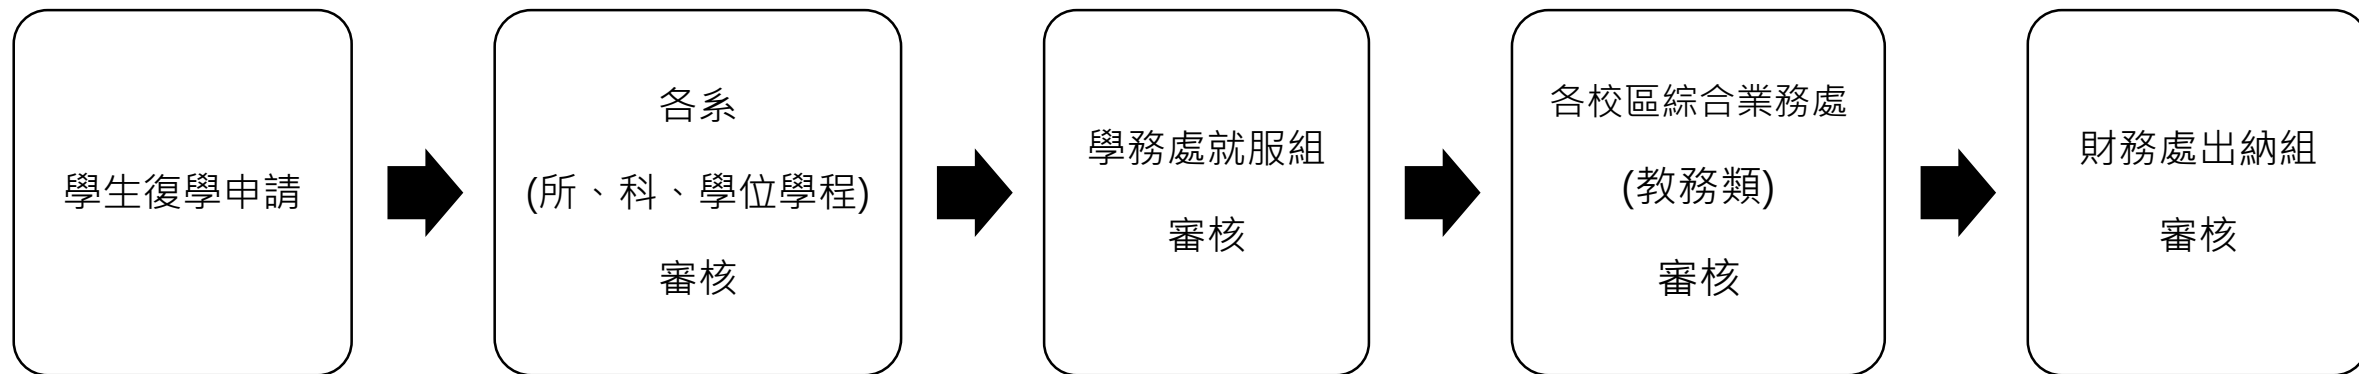 學生復學申請
各系
(所、科、學位學程)
審核
學務處就服組
審核
各校區綜合業務處
(教務類)
審核
財務處出納組
審核